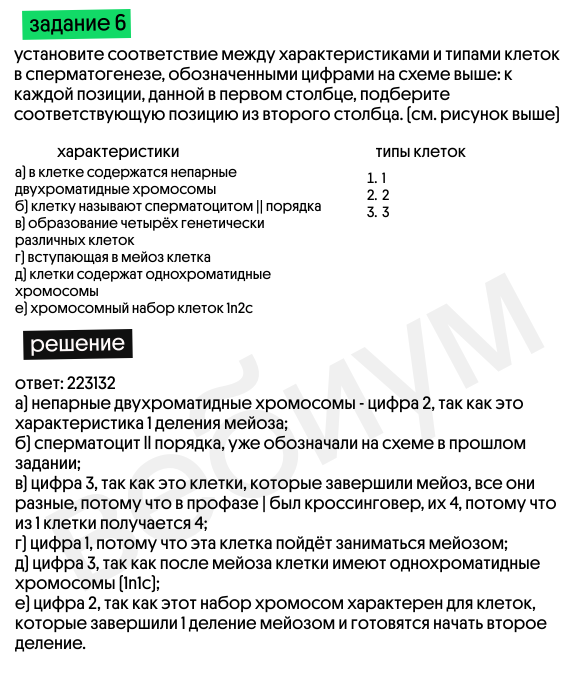 задание 6
установите соответствие между характеристиками и типами клеток
в сперматогенезе, обозначенными цифрами на схеме выше: к
каждой позиции, данной в первом столбце, подберите
соответствующую позицию из второго столбца. (см. рисунок выше)
характеристики
а) в клетке содержатся непарные
двухроматидные хромосомы
б) клетку называют сперматоцитом || порядка
в) образование четырёх генетически
различных клеток
г) вступающая в мейоз клетка
д) клетки содержат однохроматидные
хромосомы
е) хромосомный набор клеток 1n2c
типы клеток
1. 1
2. 2
3. 3
решение
ответ: 223132
а) непарные двухроматидные хромосомы - цифра 2, так как это
характеристика 1 деления мейоза;
б) сперматоцит II порядка, уже обозначали на схеме в прошлом
задании;
в) цифра 3, так как это клетки, которые завершили мейоз, все они
разные, потому что в профазе | был кроссинговер, их 4, потому что
из 1 клетки получается 4;
г) цифра 1, потому что эта клетка пойдёт заниматься мейозом;
д) цифра 3, так как после мейоза клетки имеют однохроматидные
хромосомы (1n1c);
е) цифра 2, так как этот набор хромосом характерен для клеток,
которые завершили 1 деление мейозом и готовятся начать второе
деление.